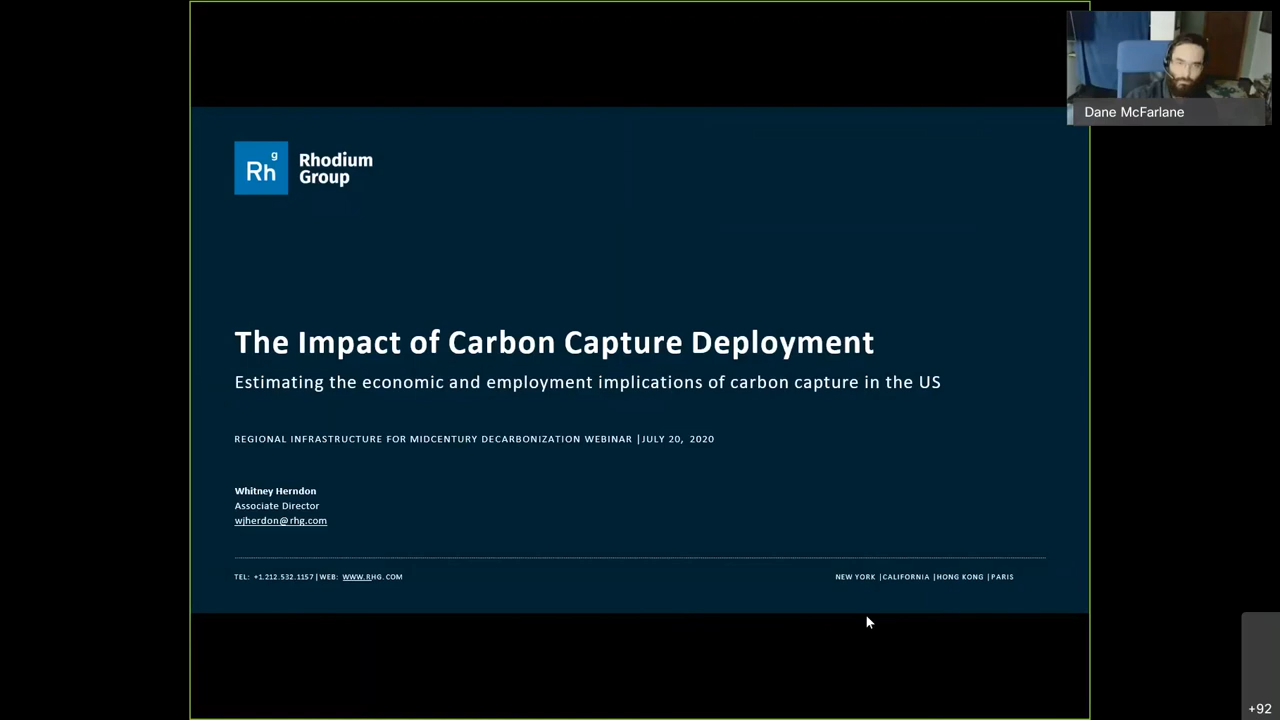 Dane McFarlane
Rh g
Rhodium
Group
The Impact of Carbon Capture Deployment
Estimating the economic and employment implications of carbon capture in the US
REGIONAL INFRASTRUCTURE FOR MIDCENTURY DECARBONIZATION WEBINAR |JULY 20, 2020
Whitney Herndon
Associate Director
wjherdon@rhg.com
TEL: +1.212.532.1157|WEB: WWW.RHG.COM
NEW YORK |CALIFORNIA |HONG KONG |PARIS
+92